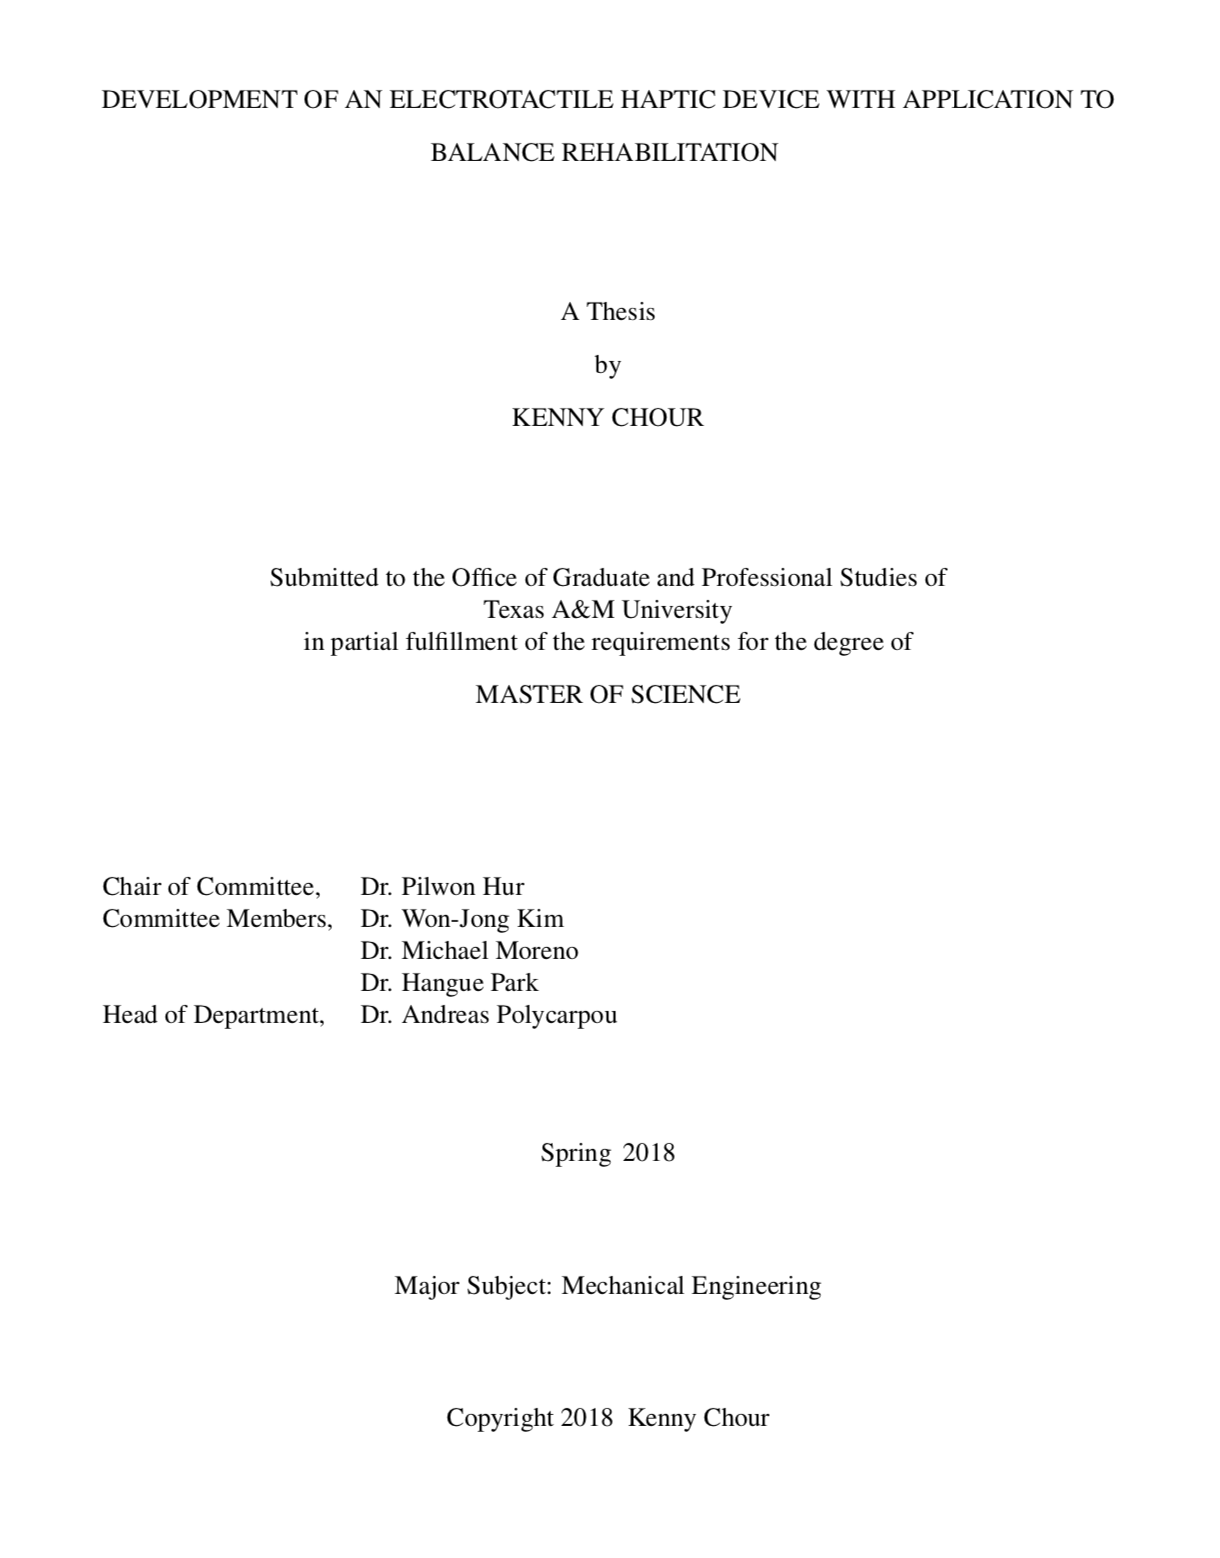 DEVELOPMENT OF AN ELECTROTACTILE HAPTIC DEVICE WITH APPLICATION TO
BALANCE REHABILITATION
A Thesis
by
KENNY CHOUR
Submitted to the Office of Graduate and Professional Studies of
Texas A&M University
in partial fulfillment of the requirements for the degree of
MASTER OF SCIENCE
Chair of Committee, Dr. Pilwon Hur
Committee Members, Dr. Won-Jong Kim
Dr. Michael Moreno
Dr. Hangue Park
Head of Department, Dr. Andreas Polycarpou
Spring 2018
Major Subject: Mechanical Engineering
Copyright 2018 Kenny Chour